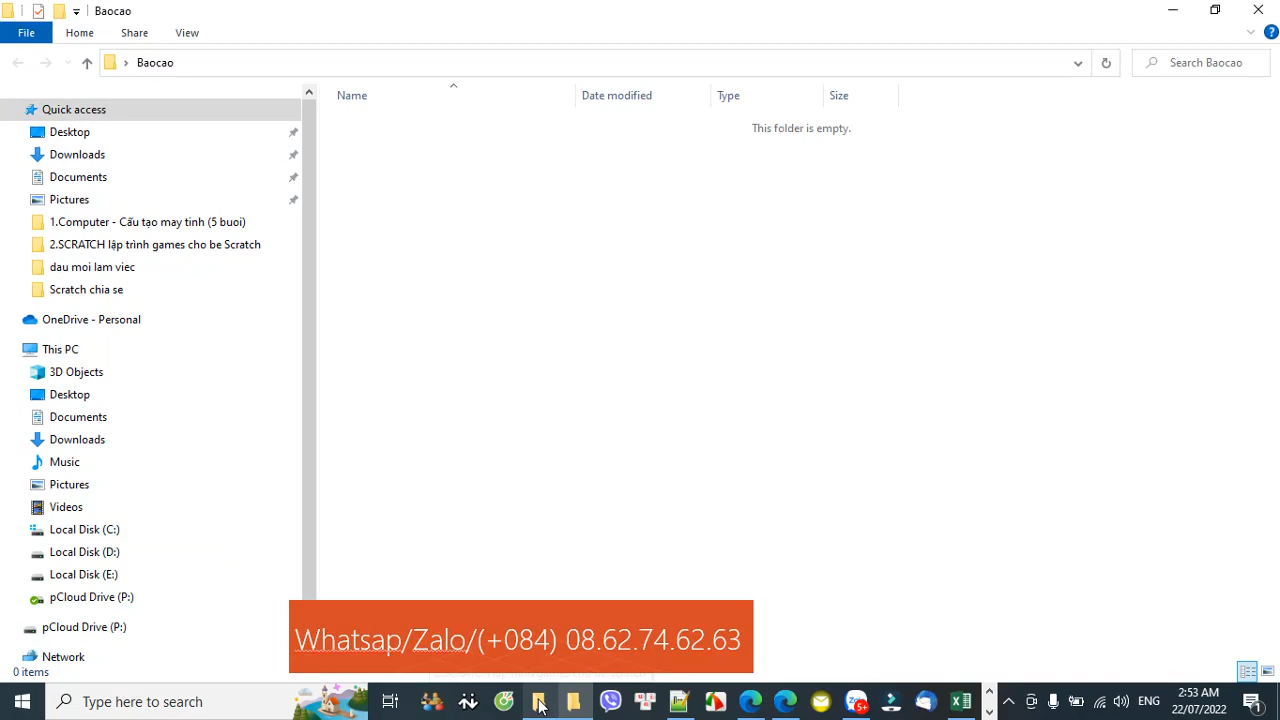 Baocao
File Home Share View
Baocao
Search Baocao
Name Date modified Type Size
This folder is empty.
Quick access
Desktop
Downloads
Documents
Pictures
1.Computer - Cấu tạo may tinh (5 buoi)
2.SCRATCH lập trình games cho be Scratch
dau moi lam viec
Scratch chia se
OneDrive - Personal
This PC
3D Objects
Desktop
Documents
Downloads
Music
Pictures
Videos
Local Disk (C:)
Local Disk (D:)
Local Disk (E:)
pCloud Drive (P:)
pCloud Drive (P:)
Network
Whatsap/Zalo/(+084) 08.62.74.62.63
0 items
Type here to search
5+
ENG
2:53 AM
22/07/2022
1